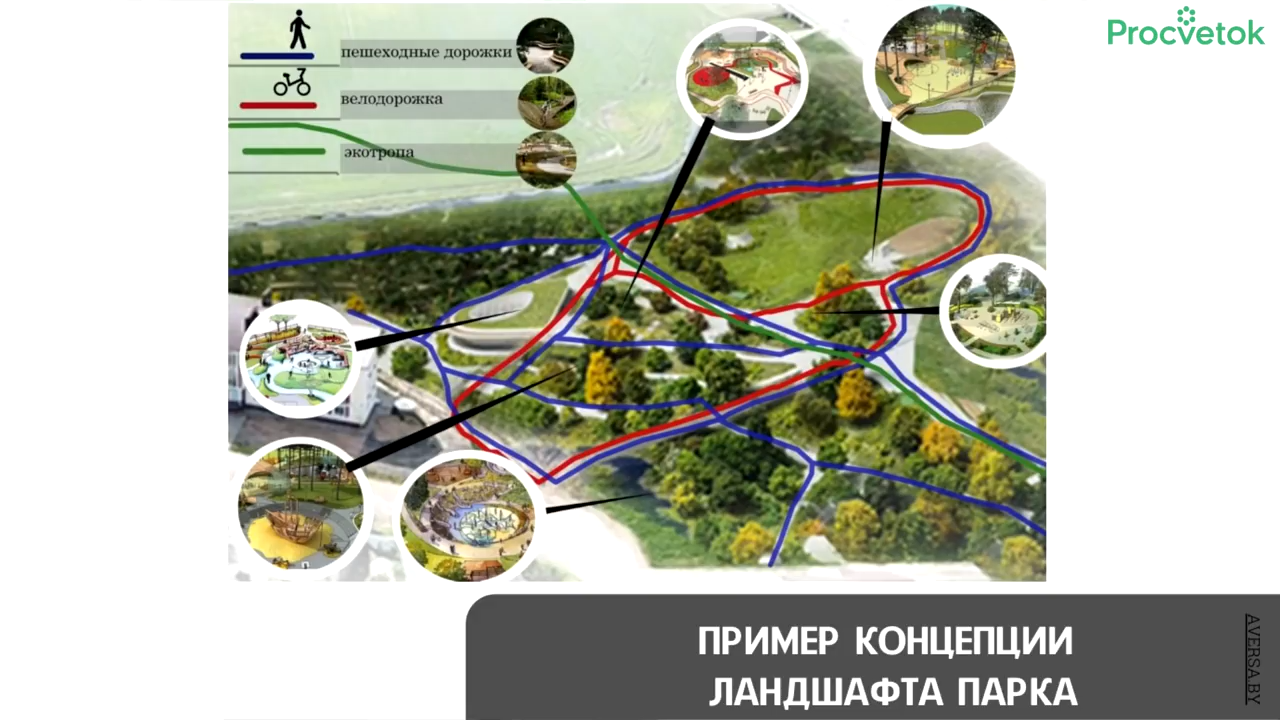 Procvetok
пешеходные дорожки
велодорожка
экотропа
ПРИМЕР КОНЦЕПЦИИ
ЛАНДШАФТА ПАРКА
AVERSA.BY